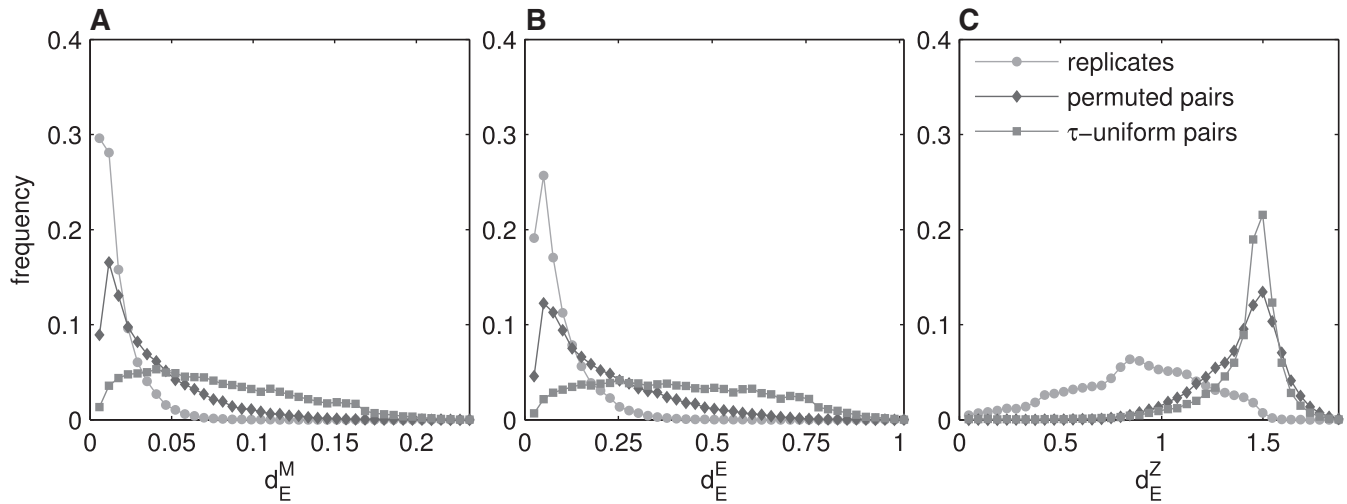 A B C
0.4 0.4 0.4
replicates
permuted pairs
0.3 0.3 0.3
τ−uniform pairs
frequency
0.2 0.2 0.2
0.1 0.1 0.1
0 0 0
0 0.05 0.1 0.15 0.2 0 0.25 0.5 0.75 1 0 0.5 1 1.5
d_E^M d_E^E d_E^Z